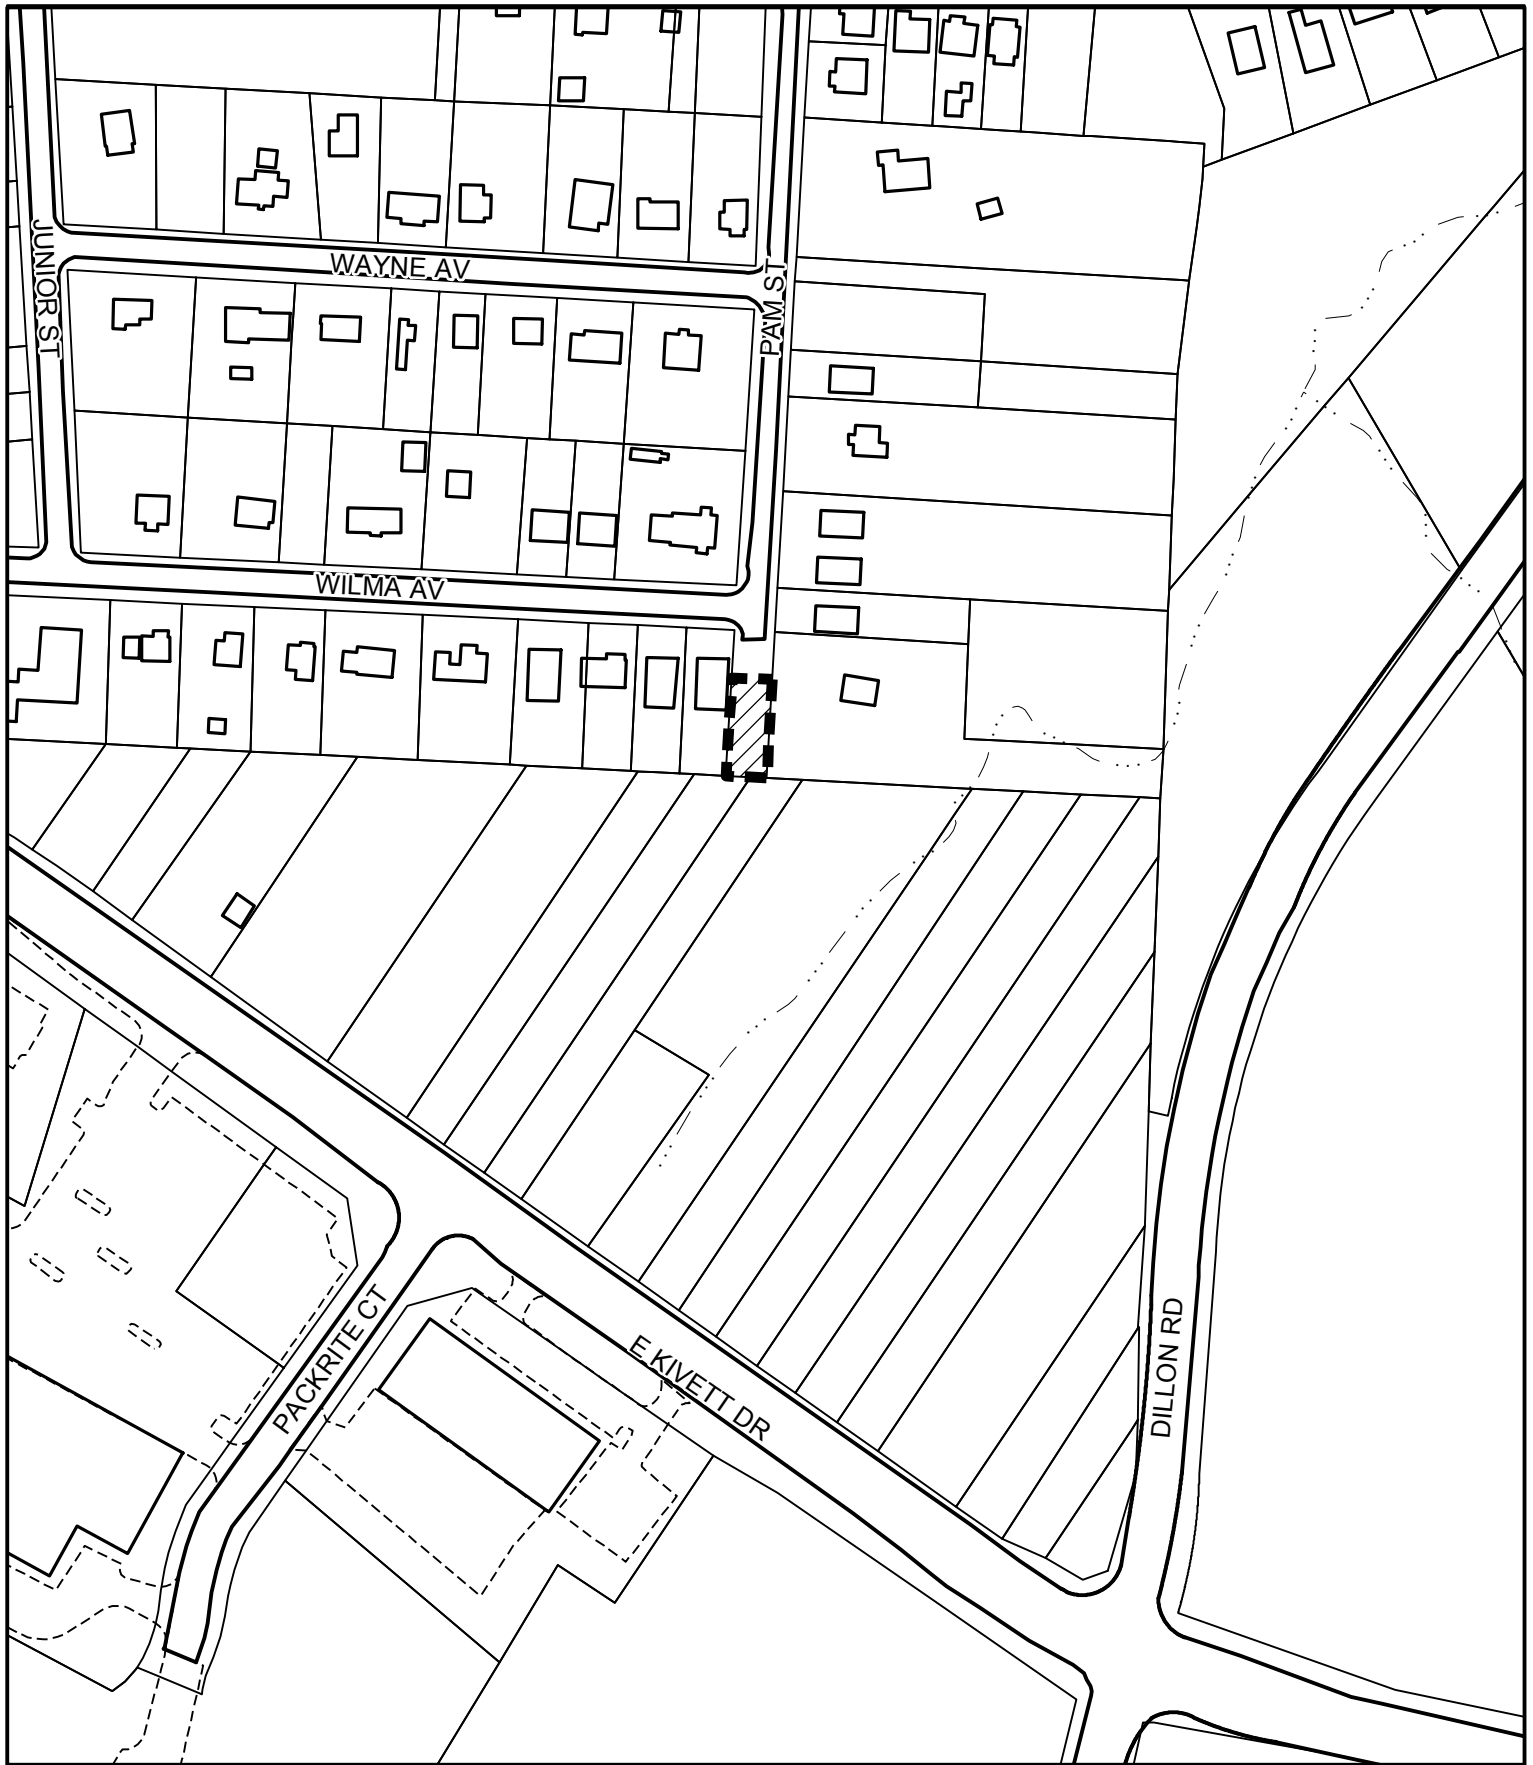 WAYNE AV
JUNIOR ST
PAM ST
WILMA AV
PACKRITE CT
E KIVETT DR
DILLON RD